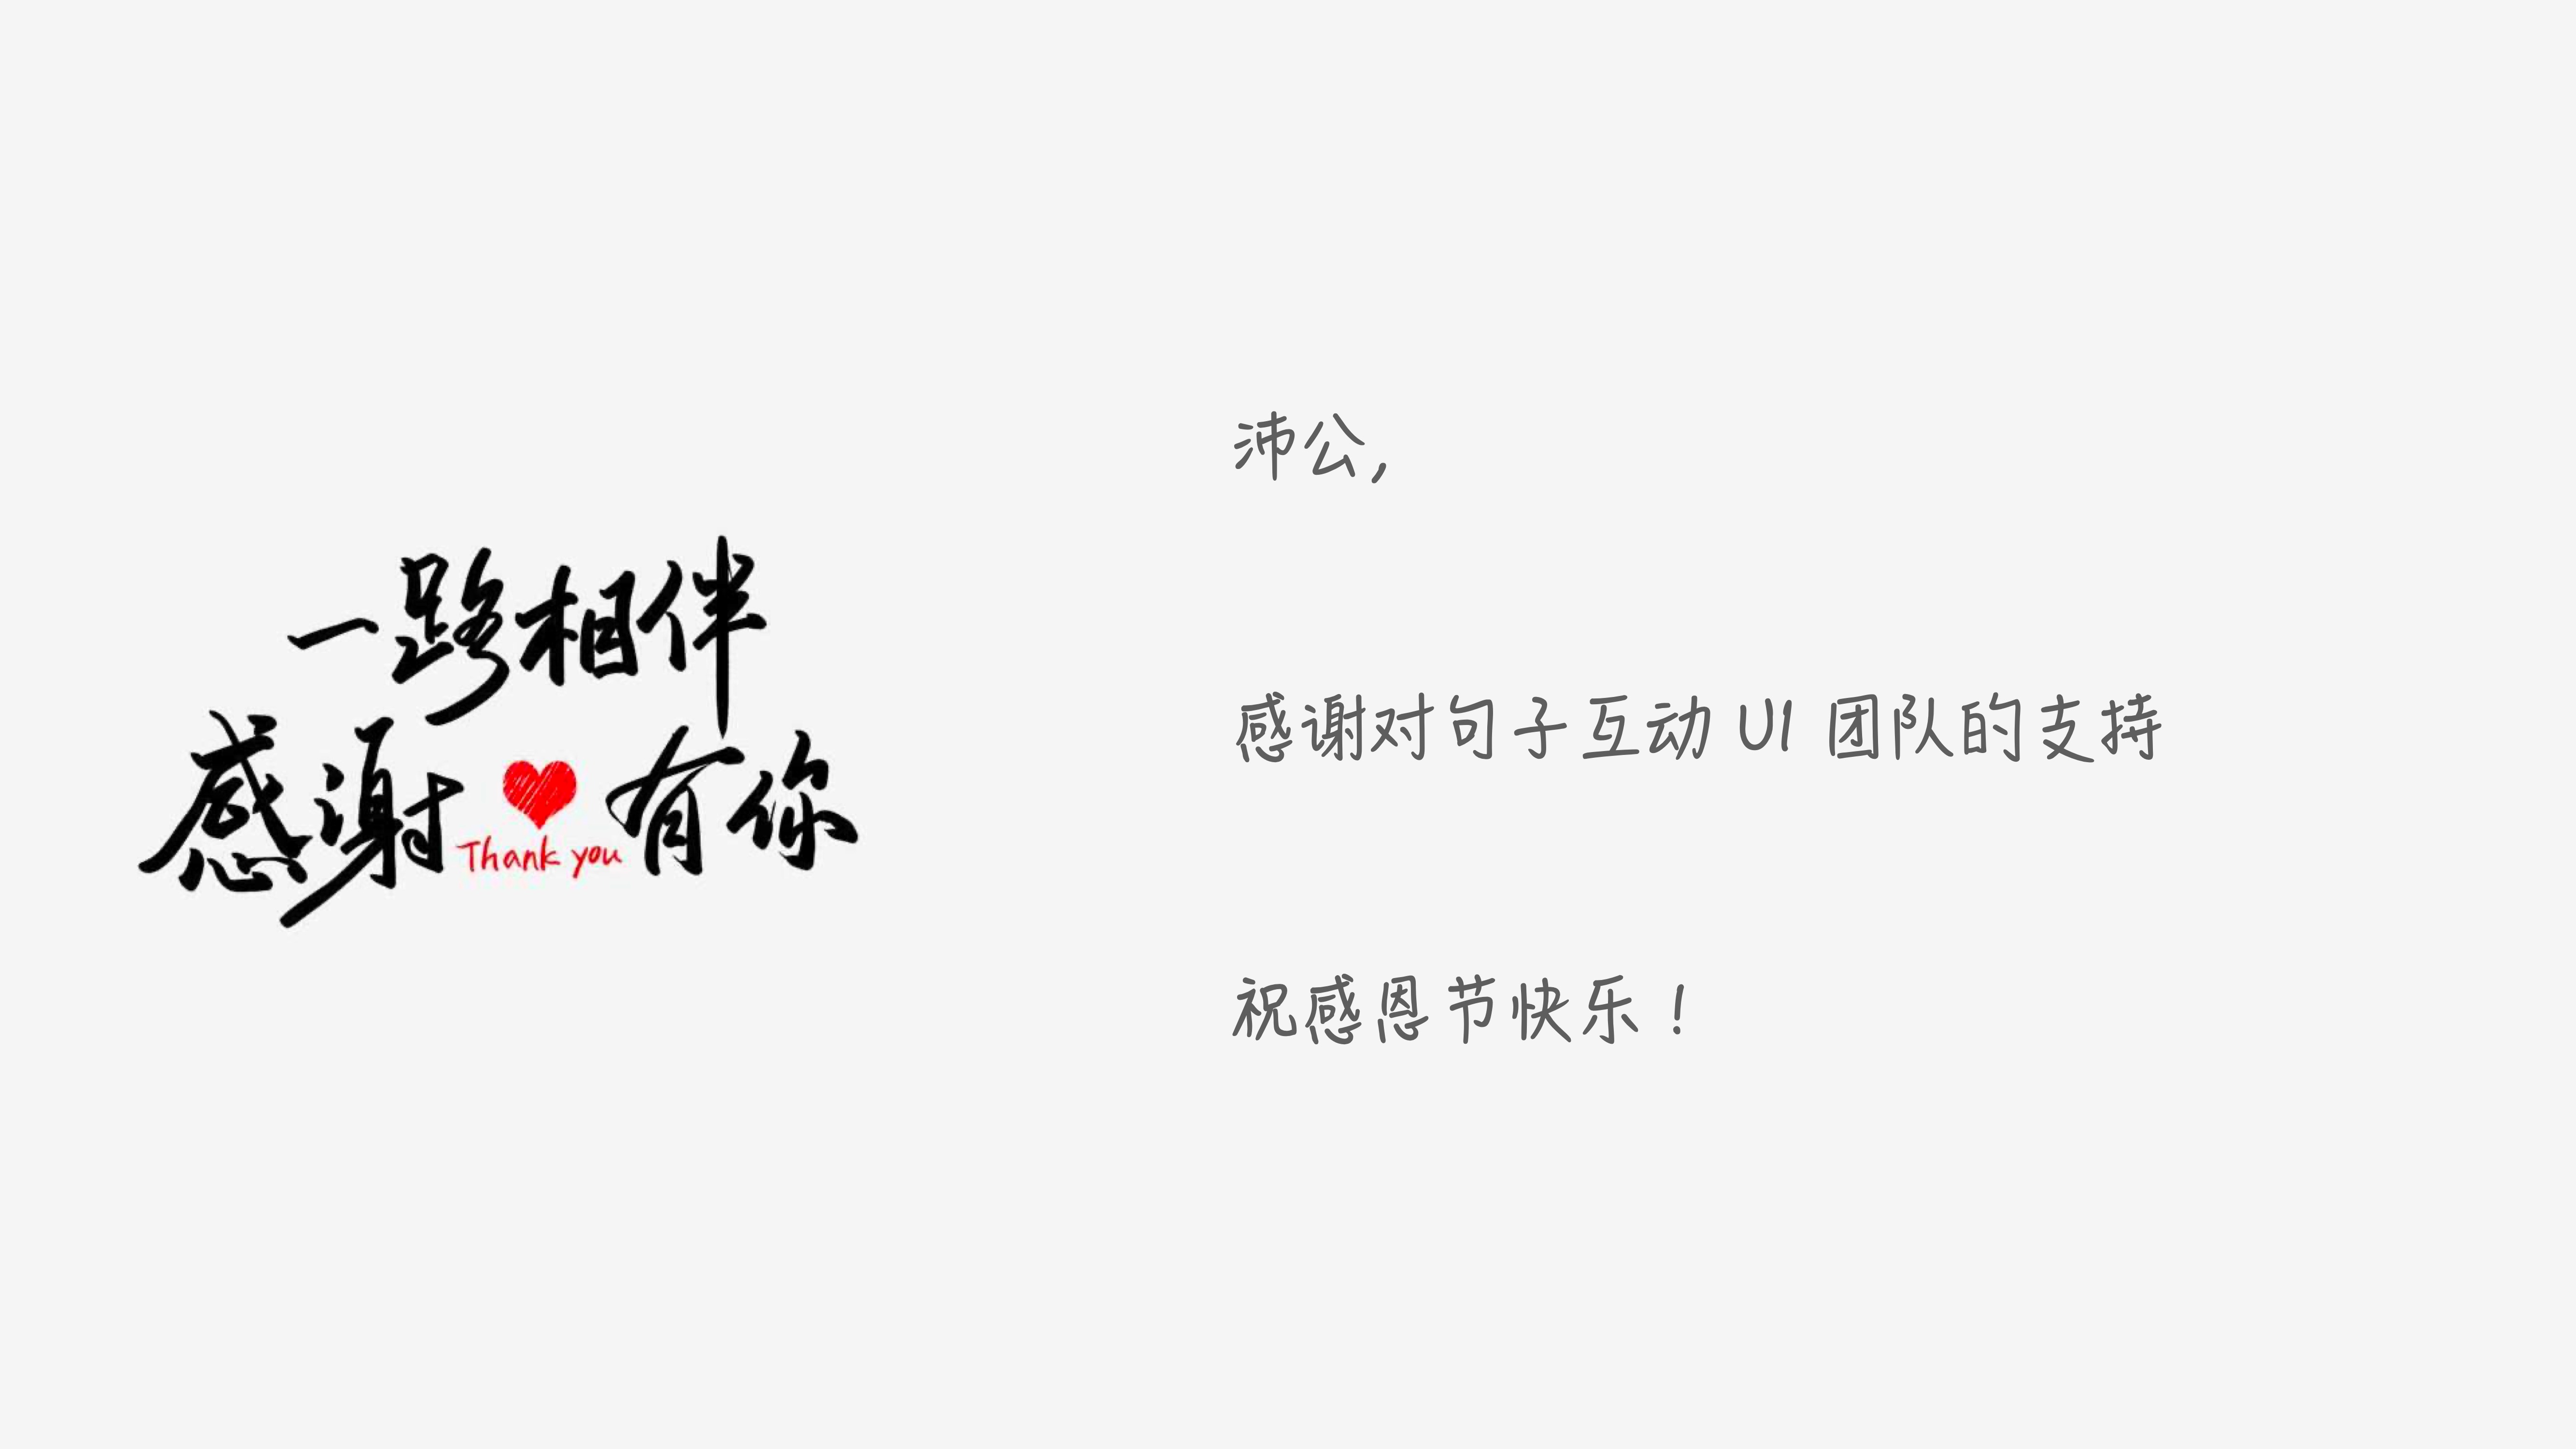 一路相伴
感谢 有你
Thank you
沛公,
感谢对句子互动 UI 团队的支持
祝感恩节快乐！